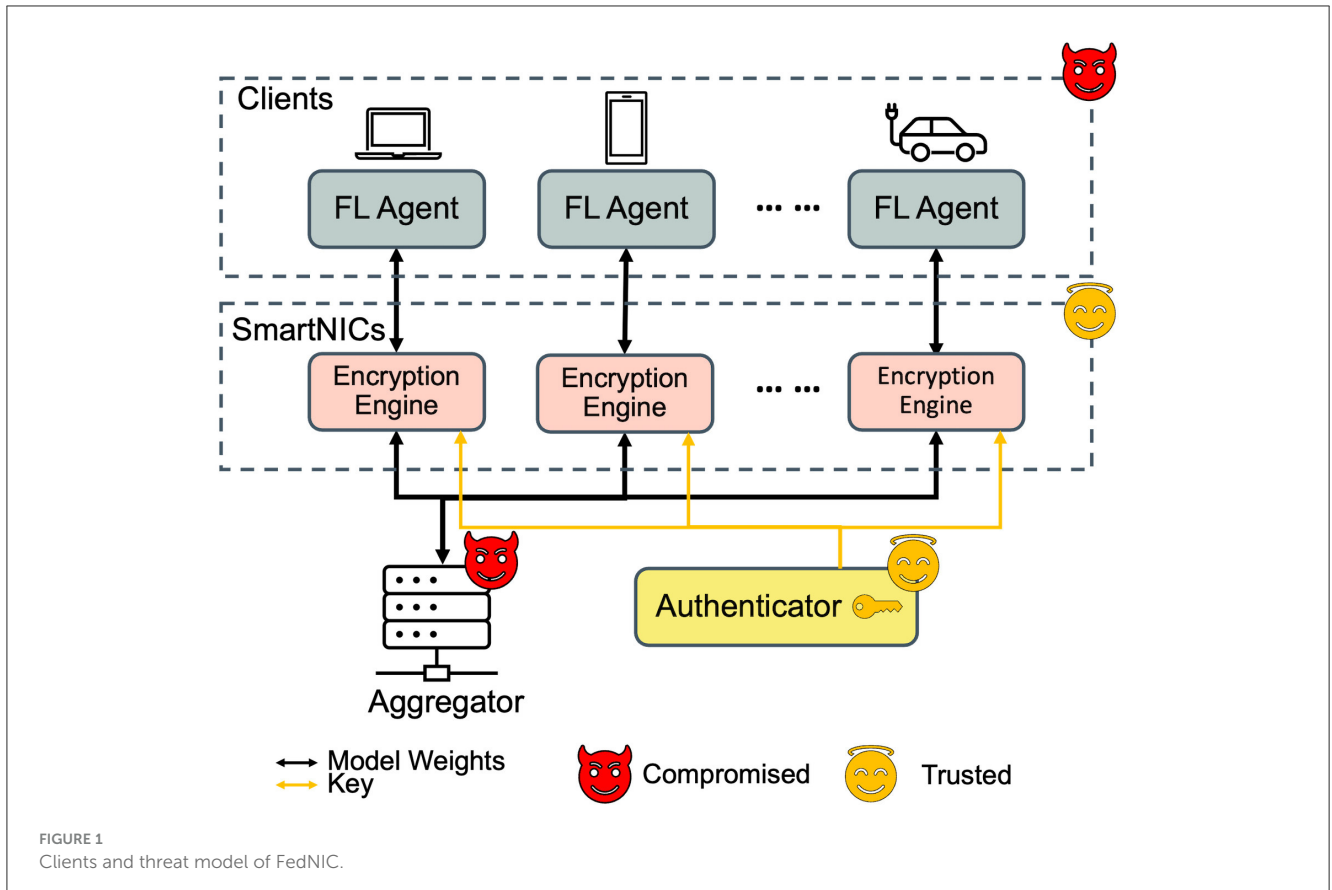 Clients
FL Agent
FL Agent
... ...
FL Agent
SmartNICs
Encryption
Engine
Encryption
Engine
... ...
Encryption
Engine
Authenticator
Aggregator
Model Weights
Key
Compromised
Trusted
FIGURE 1
Clients and threat model of FedNIC.